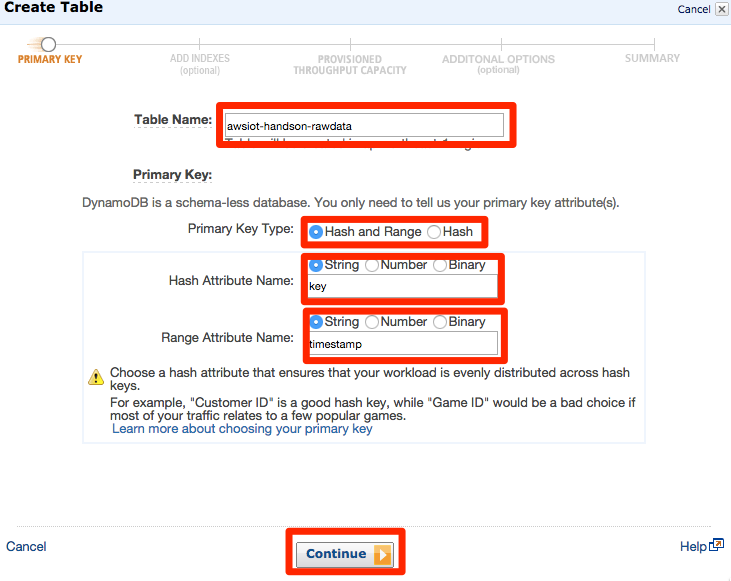 Create Table
Cancel
PRIMARY KEY
ADD INDEXES
(optional)
PROVISIONED
THROUGHPUT CAPACITY
ADDITONAL OPTIONS
(optional)
SUMMARY
Table Name:
awsiot-handson-rawdata
Primary Key:
DynamoDB is a schema-less database. You only need to tell us your primary key attribute(s).
Primary Key Type: Hash and Range Hash
String Number Binary
Hash Attribute Name: key
String Number Binary
Range Attribute Name: timestamp
Choose a hash attribute that ensures that your workload is evenly distributed across hash
keys.
For example, "Customer ID" is a good hash key, while "Game ID" would be a bad choice if
most of your traffic relates to a few popular games.
Learn more about choosing your primary key
Cancel
Continue
Help